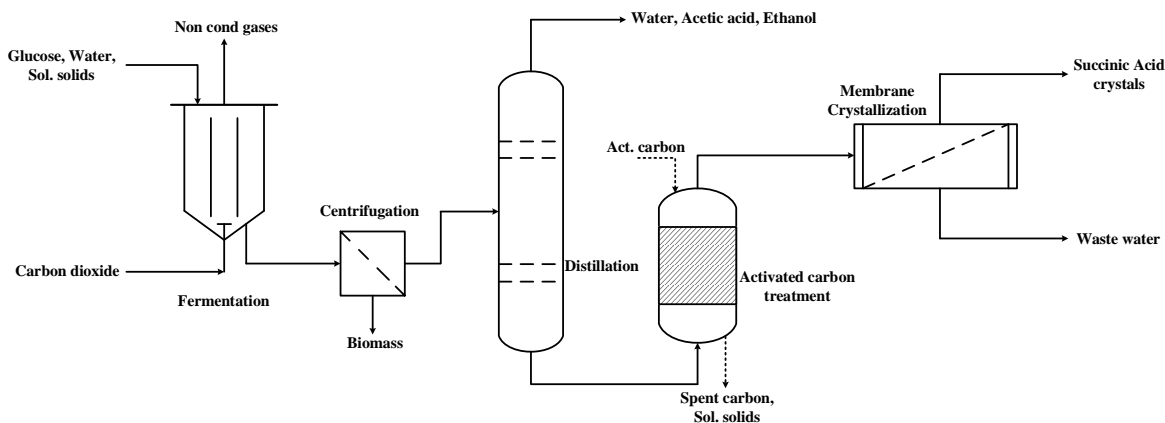 Non cond gases
Glucose, Water,
Sol. solids
Carbon dioxide
Fermentation
Centrifugation
Biomass
Water, Acetic acid, Ethanol
Distillation
Act. carbon
Activated carbon
treatment
Spent carbon,
Sol. solids
Membrane
Crystallization
Succinic Acid
crystals
Waste water